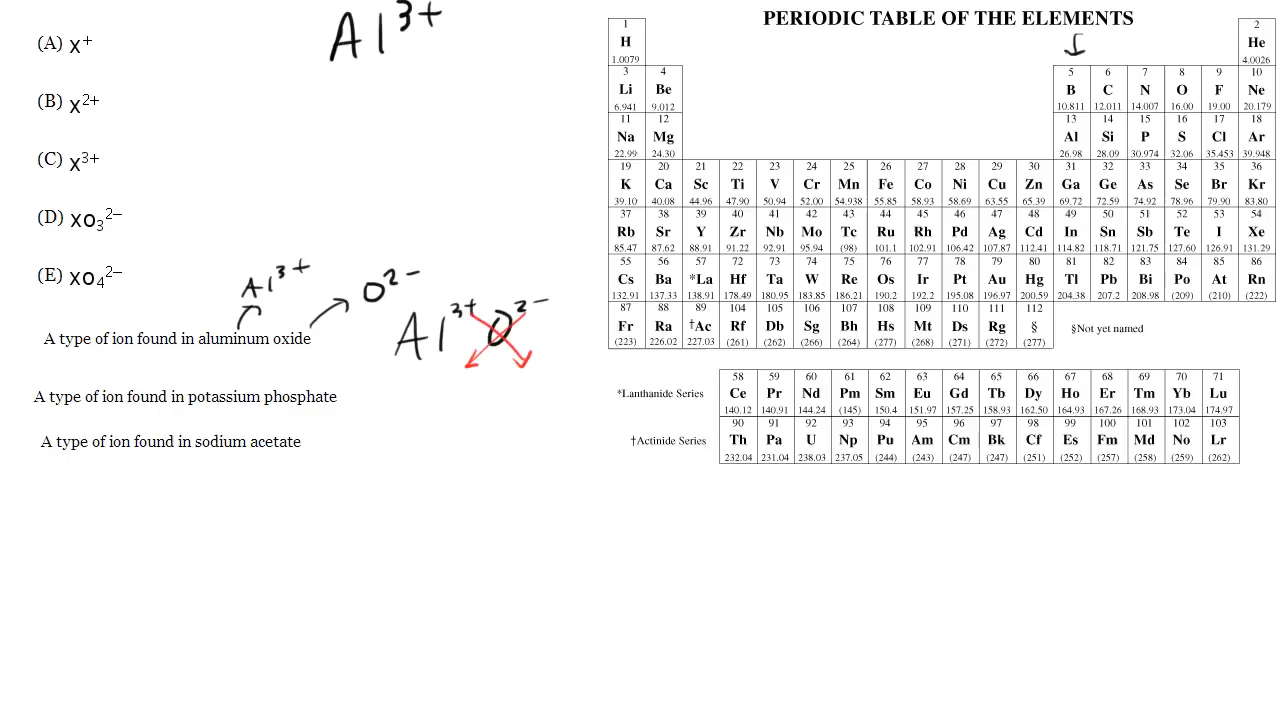 Al³⁺
(A) X⁺
(B) X²⁺
(C) X³⁺
(D) XO₃²⁻
(E) XO₄²⁻
Al³⁺ O²⁻
Al³⁺ O²⁻
A type of ion found in aluminum oxide
A type of ion found in potassium phosphate
A type of ion found in sodium acetate
PERIODIC TABLE OF THE ELEMENTS
1 2
H He
1.0079 4.0026
3 4 5 6 7 8 9 10
Li Be B C N O F Ne
6.941 9.012 10.811 12.011 14.007 16.00 19.00 20.179
11 12 13 14 15 16 17 18
Na Mg Al Si P S Cl Ar
22.99 24.30 26.98 28.09 30.974 32.06 35.453 39.948
19 20 21 22 23 24 25 26 27 28 29 30 31 32 33 34 35 36
K Ca Sc Ti V Cr Mn Fe Co Ni Cu Zn Ga Ge As Se Br Kr
39.10 40.08 44.96 47.90 50.94 52.00 54.938 55.85 58.93 58.69 63.55 65.39 69.72 72.59 74.92 78.96 79.90 83.80
37 38 39 40 41 42 43 44 45 46 47 48 49 50 51 52 53 54
Rb Sr Y Zr Nb Mo Tc Ru Rh Pd Ag Cd In Sn Sb Te I Xe
85.47 87.62 88.91 91.22 92.91 95.94 (98) 101.1 102.91 106.42 107.87 112.41 114.82 118.71 121.75 127.60 126.91 131.29
55 56 57 72 73 74 75 76 77 78 79 80 81 82 83 84 85 86
Cs Ba *La Hf Ta W Re Os Ir Pt Au Hg Tl Pb Bi Po At Rn
132.91 137.33 138.91 178.49 180.95 183.85 186.21 190.2 192.2 195.08 196.97 200.59 204.38 207.2 208.98 (209) (210) (222)
87 88 89 104 105 106 107 108 109 110 111 112
Fr Ra †Ac Rf Db Sg Bh Hs Mt Ds Rg § §Not yet named
(223) 226.02 227.03 (261) (262) (266) (264) (277) (268) (271) (272) (277)
58 59 60 61 62 63 64 65 66 67 68 69 70 71
*Lanthanide Series Ce Pr Nd Pm Sm Eu Gd Tb Dy Ho Er Tm Yb Lu
140.12 140.91 144.24 (145) 150.4 151.97 157.25 158.93 162.50 164.93 167.26 168.93 173.04 174.97
90 91 92 93 94 95 96 97 98 99 100 101 102 103
†Actinide Series Th Pa U Np Pu Am Cm Bk Cf Es Fm Md No Lr
232.04 231.04 238.03 237.05 (244) (243) (247) (247) (251) (252) (257) (258) (259) (262)